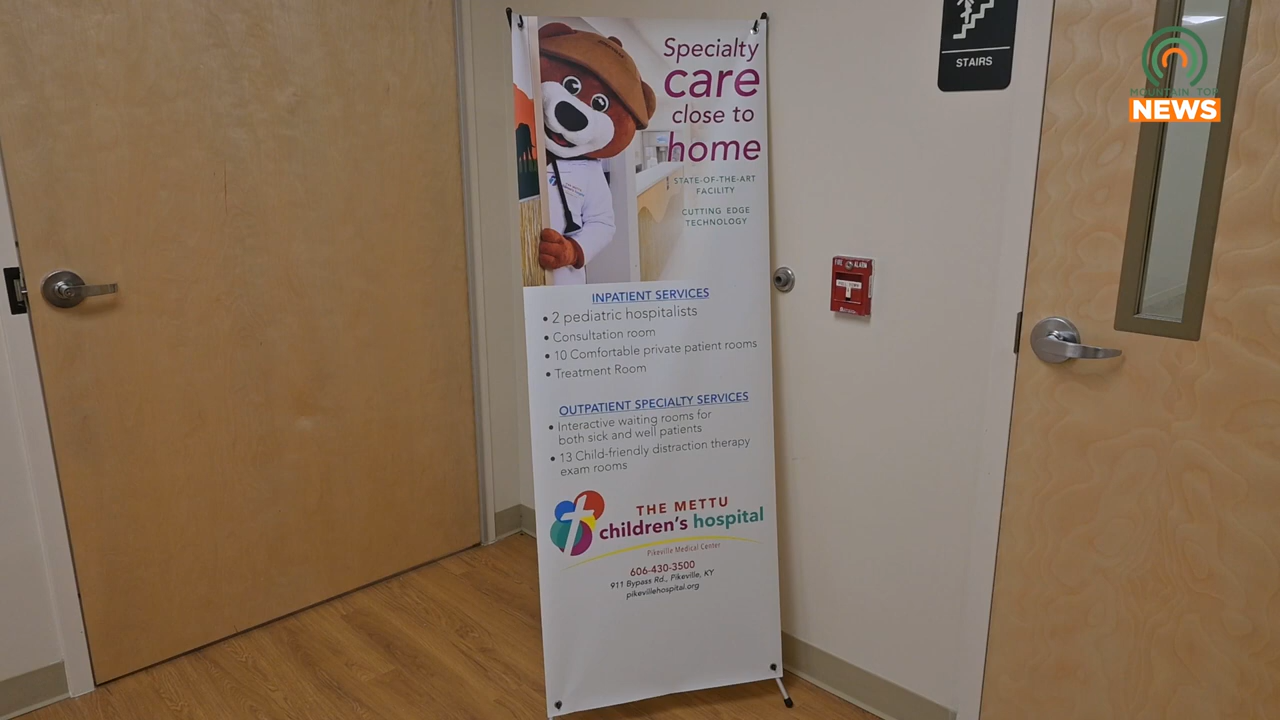 Specialty
care
close to
home
STATE-OF-THE-ART
FACILITY
CUTTING EDGE
TECHNOLOGY
INPATIENT SERVICES
• 2 pediatric hospitalists
• Consultation room
• 10 Comfortable private patient rooms
• Treatment Room
OUTPATIENT SPECIALTY SERVICES
• Interactive waiting rooms for
both sick and well patients
• 13 Child-friendly distraction therapy
exam rooms
THE METTU
children's hospital
Pikeville Medical Center
606-430-3500
911 Bypass Rd., Pikeville, KY
pikevillehospital.org
STAIRS
FIRE ALARM
MOUNTAIN TOP
NEWS